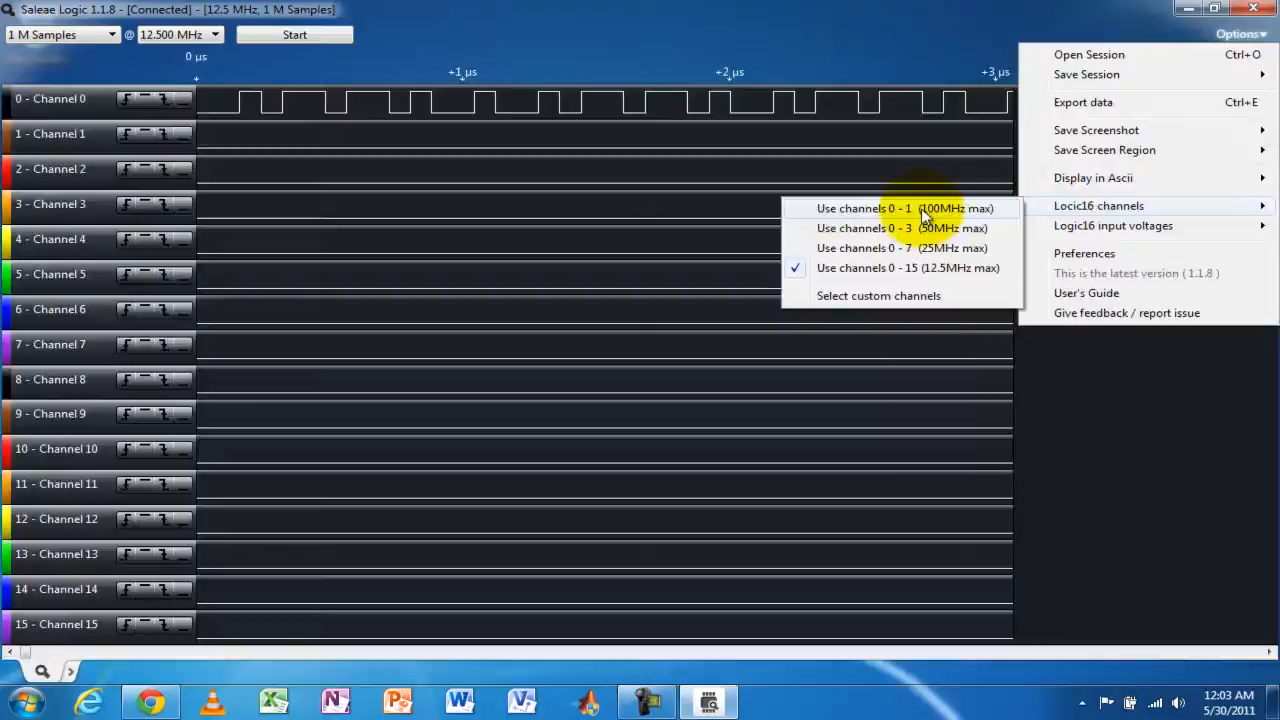 Saleae Logic 1.1.8 - [Connected] - [12.5 MHz, 1 M Samples]
1 M Samples @ 12.500 MHz Start Options
0 µs
+1 µs +2 µs +3 µs
0 - Channel 0
1 - Channel 1
2 - Channel 2
3 - Channel 3
4 - Channel 4
5 - Channel 5
6 - Channel 6
7 - Channel 7
8 - Channel 8
9 - Channel 9
10 - Channel 10
11 - Channel 11
12 - Channel 12
13 - Channel 13
14 - Channel 14
15 - Channel 15
Open Session Ctrl+O
Save Session
Export data Ctrl+E
Save Screenshot
Save Screen Region
Display in Ascii
Locic16 channels
Logic16 input voltages
Preferences
This is the latest version ( 1.1.8 )
User's Guide
Give feedback / report issue
Use channels 0 - 1 (100MHz max)
Use channels 0 - 3 (50MHz max)
Use channels 0 - 7 (25MHz max)
Use channels 0 - 15 (12.5MHz max)
Select custom channels
12:03 AM
5/30/2011